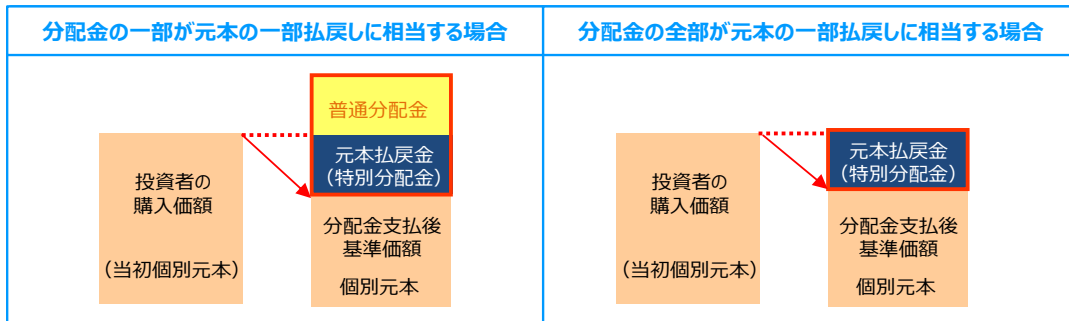 分配金の一部が元本の一部払戻しに相当する場合
分配金の全部が元本の一部払戻しに相当する場合
普通分配金
元本払戻金
(特別分配金)
投資者の
購入価額
(当初個別元本)
分配金支払後
基準価額
個別元本
元本払戻金
(特別分配金)
投資者の
購入価額
(当初個別元本)
分配金支払後
基準価額
個別元本